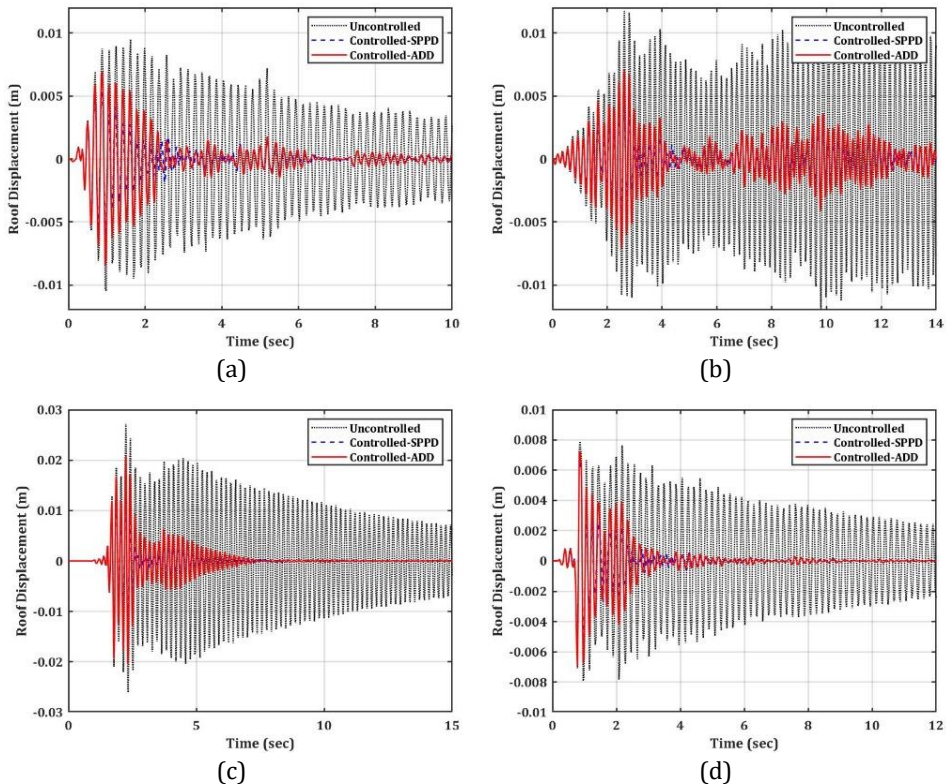 Uncontrolled
Controlled-SPPD
Controlled-ADD
0.01
0.005
0
-0.005
-0.01
Roof Displacement (m)
0 2 4 6 8 10
Time (sec)
(a)
Uncontrolled
Controlled-SPPD
Controlled-ADD
0.01
0.005
0
-0.005
-0.01
Roof Displacement (m)
0 2 4 6 8 10 12 14
Time (sec)
(b)
Uncontrolled
Controlled-SPPD
Controlled-ADD
0.03
0.02
0.01
0
-0.01
-0.02
-0.03
Roof Displacement (m)
0 5 10 15
Time (sec)
(c)
Uncontrolled
Controlled-SPPD
Controlled-ADD
0.01
0.008
0.006
0.004
0.002
0
-0.002
-0.004
-0.006
-0.008
-0.01
Roof Displacement (m)
0 2 4 6 8 10 12
Time (sec)
(d)